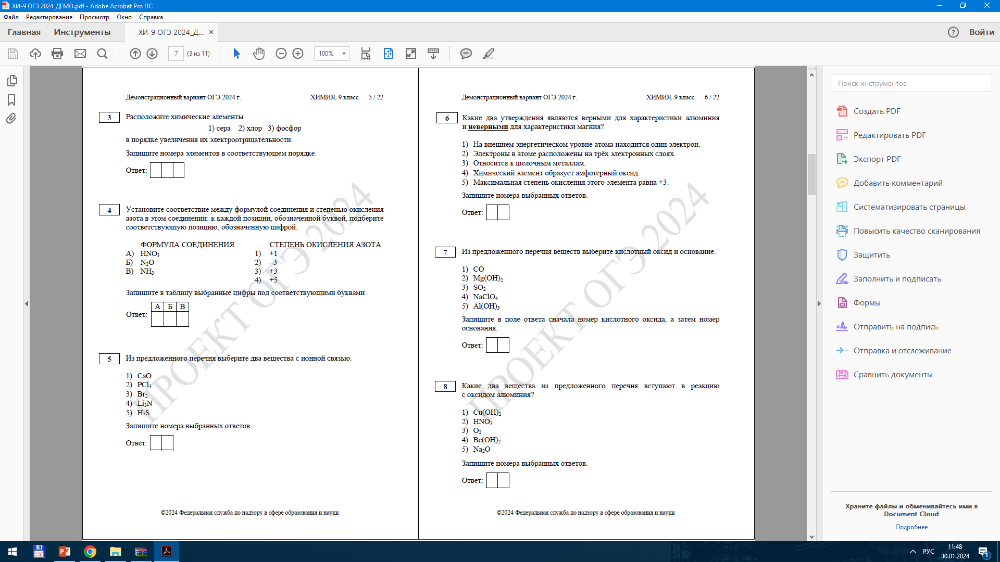 ХИ-9 ОГЭ 2024_ДЕМО.pdf - Adobe Acrobat Pro DC
Файл Редактирование Просмотр Окно Справка
Главная Инструменты ХИ-9 ОГЭ 2024_Д... × Войти
7 (3 из 11) 100%
Демонстрационный вариант ОГЭ 2024 г. ХИМИЯ, 9 класс. 5 / 22
3 Расположите химические элементы
1) сера 2) хлор 3) фосфор
в порядке увеличения их электроотрицательности.
Запишите номера элементов в соответствующем порядке.
Ответ:
4 Установите соответствие между формулой соединения и степенью окисления
азота в этом соединении: к каждой позиции, обозначенной буквой, подберите
соответствующую позицию, обозначенную цифрой.
ФОРМУЛА СОЕДИНЕНИЯ СТЕПЕНЬ ОКИСЛЕНИЯ АЗОТА
А) HNO3 1) +1
Б) N2O 2) –3
В) NH3 3) +3
4) +5
Запишите в таблицу выбранные цифры под соответствующими буквами.
А Б В
Ответ:
5 Из предложенного перечня выберите два вещества с ионной связью.
1) CaO
2) PCl3
3) Br2
4) Li3N
5) H2S
Запишите номера выбранных ответов.
Ответ:
©2024 Федеральная служба по надзору в сфере образования и науки
ПРОЕКТ ОГЭ 2024
Демонстрационный вариант ОГЭ 2024 г. ХИМИЯ, 9 класс. 6 / 22
6 Какие два утверждения являются верными для характеристики алюминия
и неверными для характеристики магния?
1) На внешнем энергетическом уровне атома находится один электрон.
2) Электроны в атоме расположены на трёх электронных слоях.
3) Относится к щелочным металлам.
4) Химический элемент образует амфотерный оксид.
5) Максимальная степень окисления этого элемента равна +3.
Запишите номера выбранных ответов.
Ответ:
7 Из предложенного перечня веществ выберите кислотный оксид и основание.
1) CO
2) Mg(OH)2
3) SO2
4) NaClO4
5) Al(OH)3
Запишите в поле ответа сначала номер кислотного оксида, а затем номер
основания.
Ответ:
8 Какие два вещества из предложенного перечня вступают в реакцию
с оксидом алюминия?
1) Cu(OH)2
2) HNO3
3) O2
4) Be(OH)2
5) Na2O
Запишите номера выбранных ответов.
Ответ:
©2024 Федеральная служба по надзору в сфере образования и науки
ПРОЕКТ ОГЭ 2024
Поиск инструментов
Создать PDF
Редактировать PDF
Экспорт PDF
Добавить комментарий
Систематизировать страницы
Повысить качество сканирования
Защитить
Заполнить и подписать
Формы
Отправить на подпись
Отправка и отслеживание
Сравнить документы
Храните файлы и обменивайтесь ими в
Document Cloud
Подробнее
РУС 11:48
30.01.2024
1